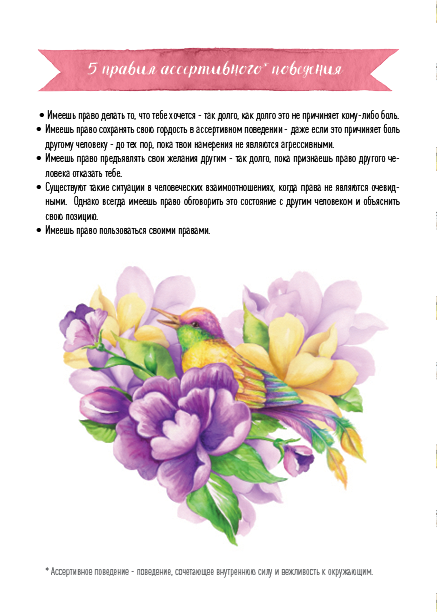 5 правил ассертивного* поведения
• Имеешь право делать то, что тебе хочется - так долго, как долго это не причиняет кому-либо боль.
• Имеешь право сохранять свою гордость в ассертивном поведении - даже если это причиняет боль
другому человеку - до тех пор, пока твои намерения не являются агрессивными.
• Имеешь право предъявлять свои желания другим - так долго, пока признаешь право другого че-
ловека отказать тебе.
• Существуют такие ситуации в человеческих взаимоотношениях, когда права не являются очевид-
ными. Однако всегда имеешь право обговорить это состояние с другим человеком и объяснить
свою позицию.
• Имеешь право пользоваться своими правами.
* Ассертивное поведение - поведение, сочетающее внутреннюю силу и вежливость к окружающим.